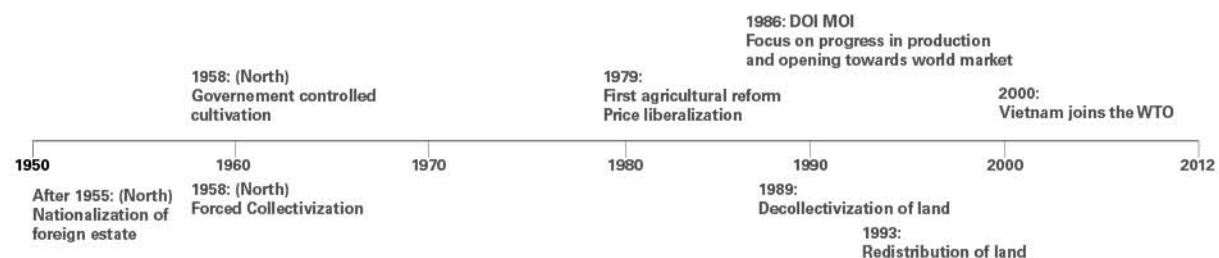 1986: DOI MOI
Focus on progress in production
and opening towards world market
1958: (North)
Governement controlled
cultivation
1979:
First agricultural reform
Price liberalization
2000:
Vietnam joins the WTO
1950
1960
1970
1980
1990
2000
2012
After 1955: (North)
Nationalization of
foreign estate
1958: (North)
Forced Collectivization
1989:
Decollectivization of land
1993:
Redistribution of land